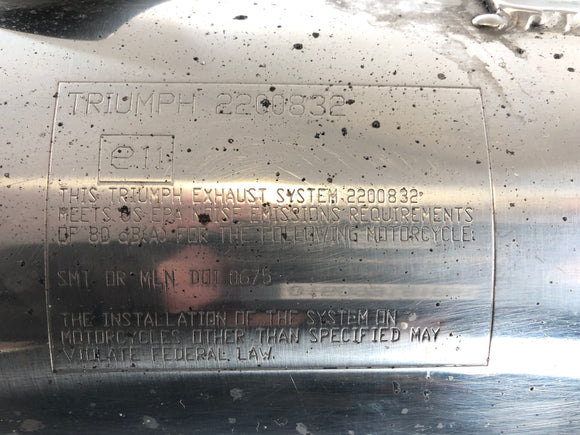 TRIUMPH 2200832
e11
THIS TRIUMPH EXHAUST SYSTEM 2200832
MEETS US EPA NOISE EMISSIONS REQUIREMENTS
OF 80 dB(A) FOR THE FOLLOWING MOTORCYCLE:
SMT OR MLN D01 0675
THE INSTALLATION OF THE SYSTEM ON
MOTORCYCLES OTHER THAN SPECIFIED MAY
VIOLATE FEDERAL LAW.